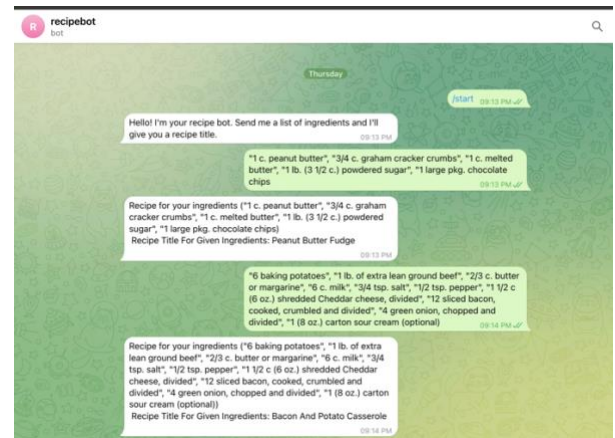 R
recipebot
bot
Thursday
/start 09:13 PM
Hello! I'm your recipe bot. Send me a list of ingredients and I'll
give you a recipe title.
09:13 PM
"1 c. peanut butter", "3/4 c. graham cracker crumbs", "1 c. melted
butter", "1 lb. (3 1/2 c.) powdered sugar", "1 large pkg. chocolate
chips
09:13 PM
Recipe for your ingredients ("1 c. peanut butter", "3/4 c. graham
cracker crumbs", "1 c. melted butter", "1 lb. (3 1/2 c.) powdered
sugar", "1 large pkg. chocolate chips)
Recipe Title For Given Ingredients: Peanut Butter Fudge
09:13 PM
"6 baking potatoes", "1 lb. of extra lean ground beef", "2/3 c. butter
or margarine", "6 c. milk", "3/4 tsp. salt", "1/2 tsp. pepper", "1 1/2 c
(6 oz.) shredded Cheddar cheese, divided", "12 sliced bacon,
cooked, crumbled and divided", "4 green onion, chopped and
divided", "1 (8 oz.) carton sour cream (optional)
09:14 PM
Recipe for your ingredients ("6 baking potatoes", "1 lb. of extra
lean ground beef", "2/3 c. butter or margarine", "6 c. milk", "3/4
tsp. salt", "1/2 tsp. pepper", "1 1/2 c (6 oz.) shredded Cheddar
cheese, divided", "12 sliced bacon, cooked, crumbled and
divided", "4 green onion, chopped and divided", "1 (8 oz.) carton
sour cream (optional))
Recipe Title For Given Ingredients: Bacon And Potato Casserole
09:14 PM